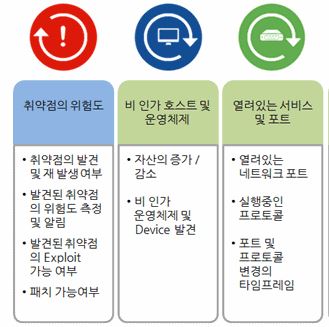 취약점의 위험도
• 취약점의 발견
및 재 발생 여부
• 발견된 취약점
의 위험도 측정
및 알림
• 발견된 취약점
의 Exploit
가능 여부
• 패치 가능여부
비 인가 호스트 및
운영체제
• 자산의 증가 /
감소
• 비 인가
운영체제 및
Device 발견
열려있는 서비스
및 포트
• 열려있는
네트워크 포트
• 실행중인
프로토콜
• 포트 및
프로토콜
변경의
타임프레임